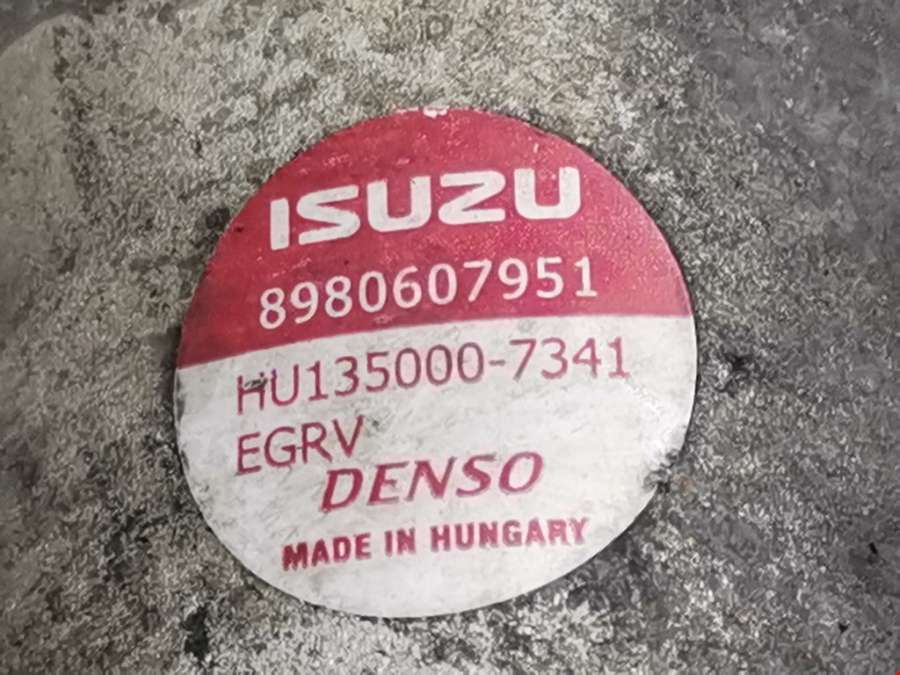 ISUZU
8980607951
HU135000-7341
EGRV
DENSO
MADE IN HUNGARY